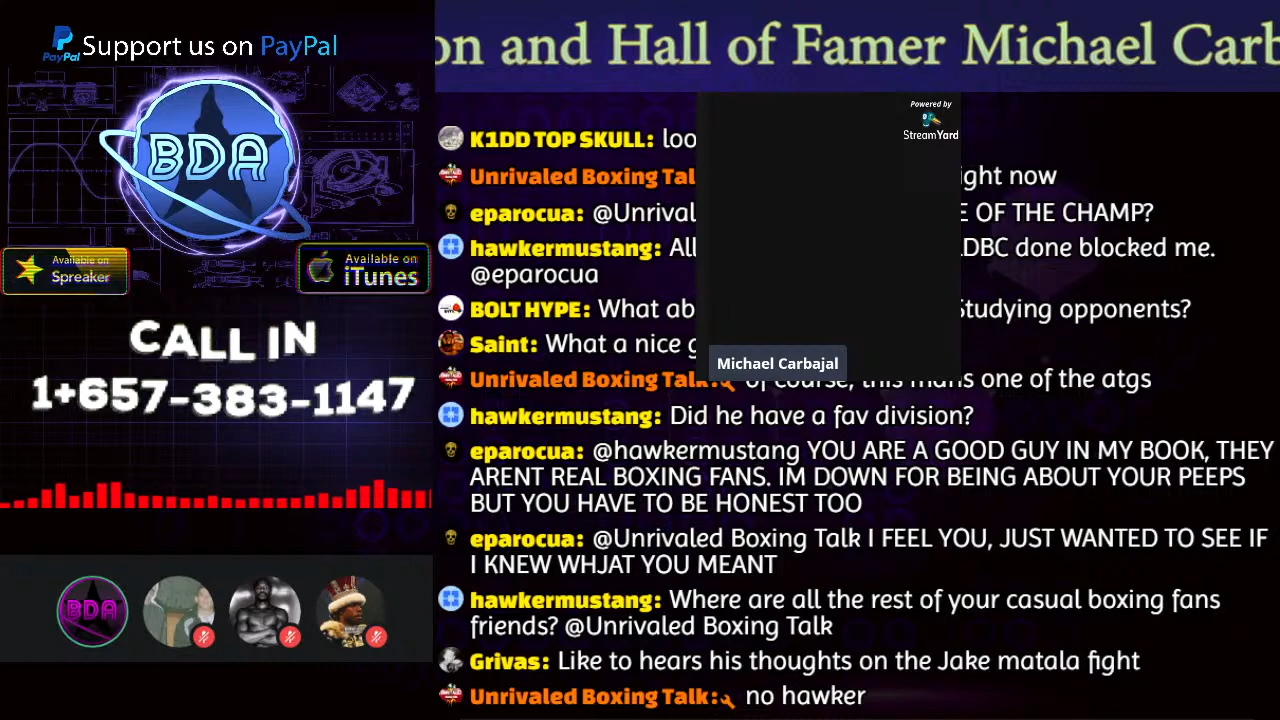 PayPal
Support us on PayPal
BDA
Available on
Spreaker
Available on
iTunes
CALL IN
1+657-383-1147
BDA
on and Hall of Famer Michael Carb
Powered by
StreamYard
K1DD TOP SKULL: loo
Unrivaled Boxing Tal ight now
eparocua: @Unrival E OF THE CHAMP?
hawkermustang: All LDBC done blocked me.
@eparocua
BOLT HYPE: What ab Studying opponents?
Saint: What a nice g
Michael Carbajal
Unrivaled Boxing Talk: of course, this mans one of the atgs
hawkermustang: Did he have a fav division?
eparocua: @hawkermustang YOU ARE A GOOD GUY IN MY BOOK, THEY
ARENT REAL BOXING FANS. IM DOWN FOR BEING ABOUT YOUR PEEPS
BUT YOU HAVE TO BE HONEST TOO
eparocua: @Unrivaled Boxing Talk I FEEL YOU, JUST WANTED TO SEE IF
I KNEW WHJAT YOU MEANT
hawkermustang: Where are all the rest of your casual boxing fans
friends? @Unrivaled Boxing Talk
Grivas: Like to hears his thoughts on the Jake matala fight
Unrivaled Boxing Talk: no hawker